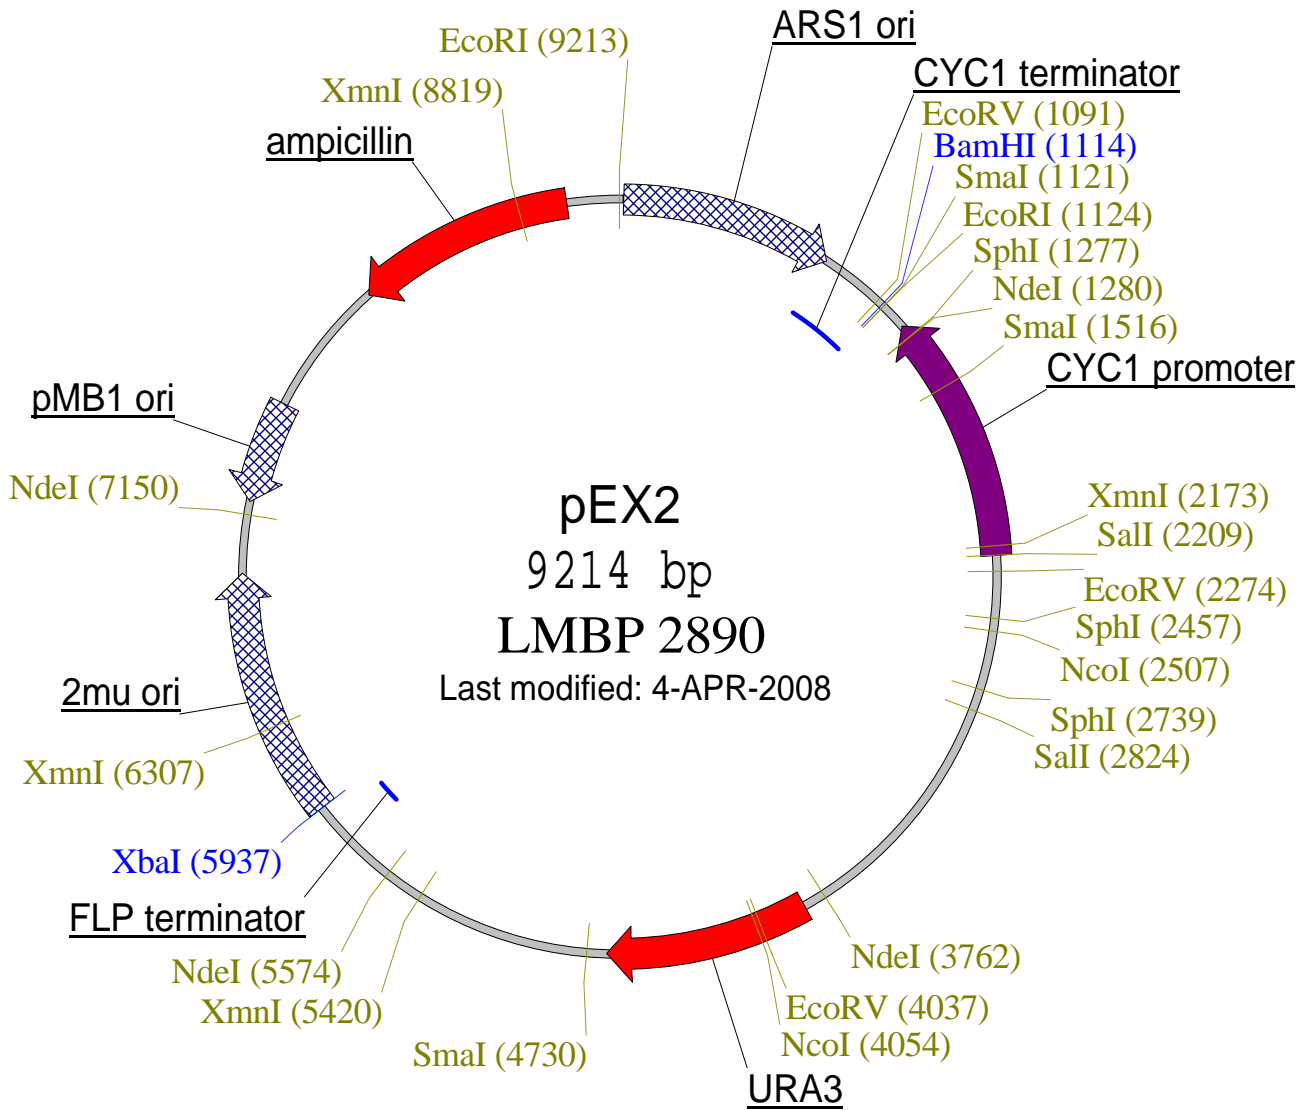 ARS1 ori
EcoRI (9213)
CYC1 terminator
XmnI (8819)
EcoRV (1091)
ampicillin
BamHI (1114)
SmaI (1121)
EcoRI (1124)
SphI (1277)
NdeI (1280)
SmaI (1516)
CYC1 promoter
pMB1 ori
NdeI (7150)
XmnI (2173)
pEX2
SalI (2209)
9214 bp
EcoRV (2274)
LMBP 2890
SphI (2457)
NcoI (2507)
Last modified: 4-APR-2008
2mu ori
SphI (2739)
SalI (2824)
XmnI (6307)
XbaI (5937)
FLP terminator
NdeI (5574)
NdeI (3762)
XmnI (5420)
EcoRV (4037)
SmaI (4730)
NcoI (4054)
URA3